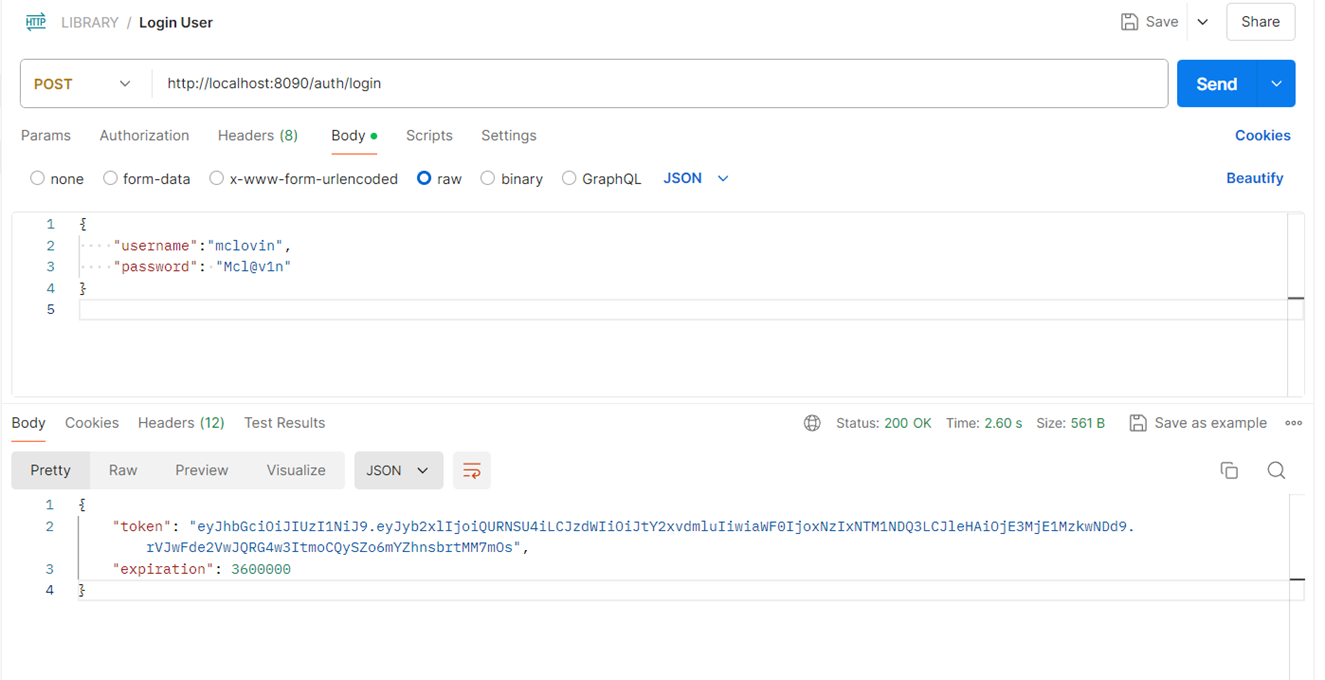 HTTP LIBRARY / Login User Save Share
POST http://localhost:8090/auth/login Send
Params Authorization Headers (8) Body Scripts Settings Cookies
none form-data x-www-form-urlencoded raw binary GraphQL JSON Beautify
1 {
2 "username":"mclovin",
3 "password": "Mcl@v1n"
4 }
5
Body Cookies Headers (12) Test Results Status: 200 OK Time: 2.60 s Size: 561 B Save as example
Pretty Raw Preview Visualize JSON
1 {
2 "token": "eyJhbGciOiJIUzI1NiJ9.eyJyb2xlIjoiQURNSU4iLCJzdWIiOiJtY2xvdmluIiwiaWF0IjoxNzIxNTM1NDQ3LCJleHAiOjE3MjE1MzkwNDd9.
rVJwFde2VwJQRG4w3ItmoCQySZo6mYZhnsbrtMM7mOs",
3 "expiration": 3600000
4 }